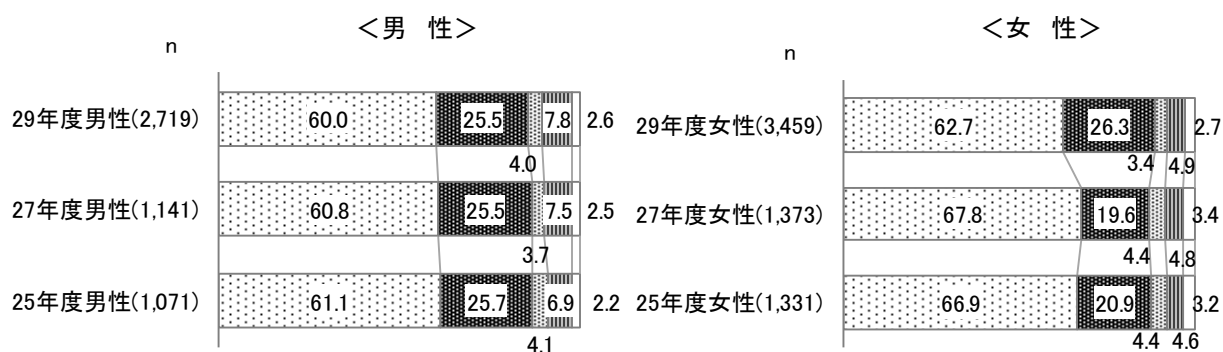 ＜男　性＞
n
29年度男性(2,719) 60.0 25.5 7.8 2.6
4.0
27年度男性(1,141) 60.8 25.5 7.5 2.5
3.7
25年度男性(1,071) 61.1 25.7 6.9 2.2
4.1
＜女　性＞
n
29年度女性(3,459) 62.7 26.3 2.7
3.4 4.9
27年度女性(1,373) 67.8 19.6 3.4
4.4 4.8
25年度女性(1,331) 66.9 20.9 3.2
4.4 4.6